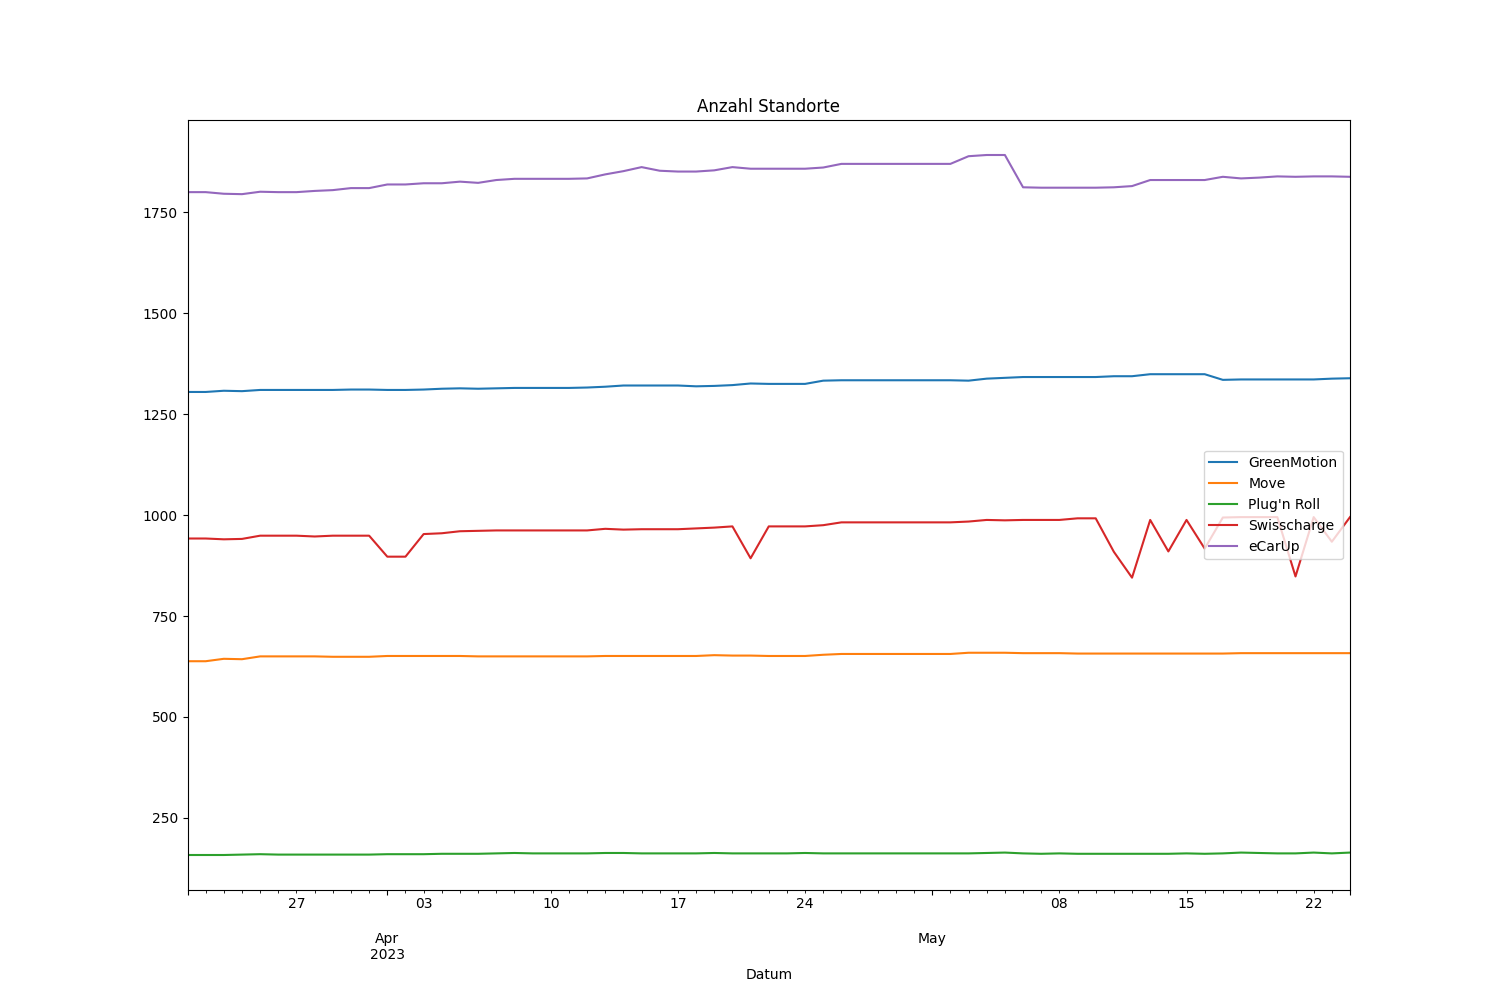 Anzahl Standorte
1750
1500
1250
1000
750
500
250
GreenMotion
Move
Plug'n Roll
Swisscharge
eCarUp
27 03 10 17 24 08 15 22
Apr May
2023
Datum